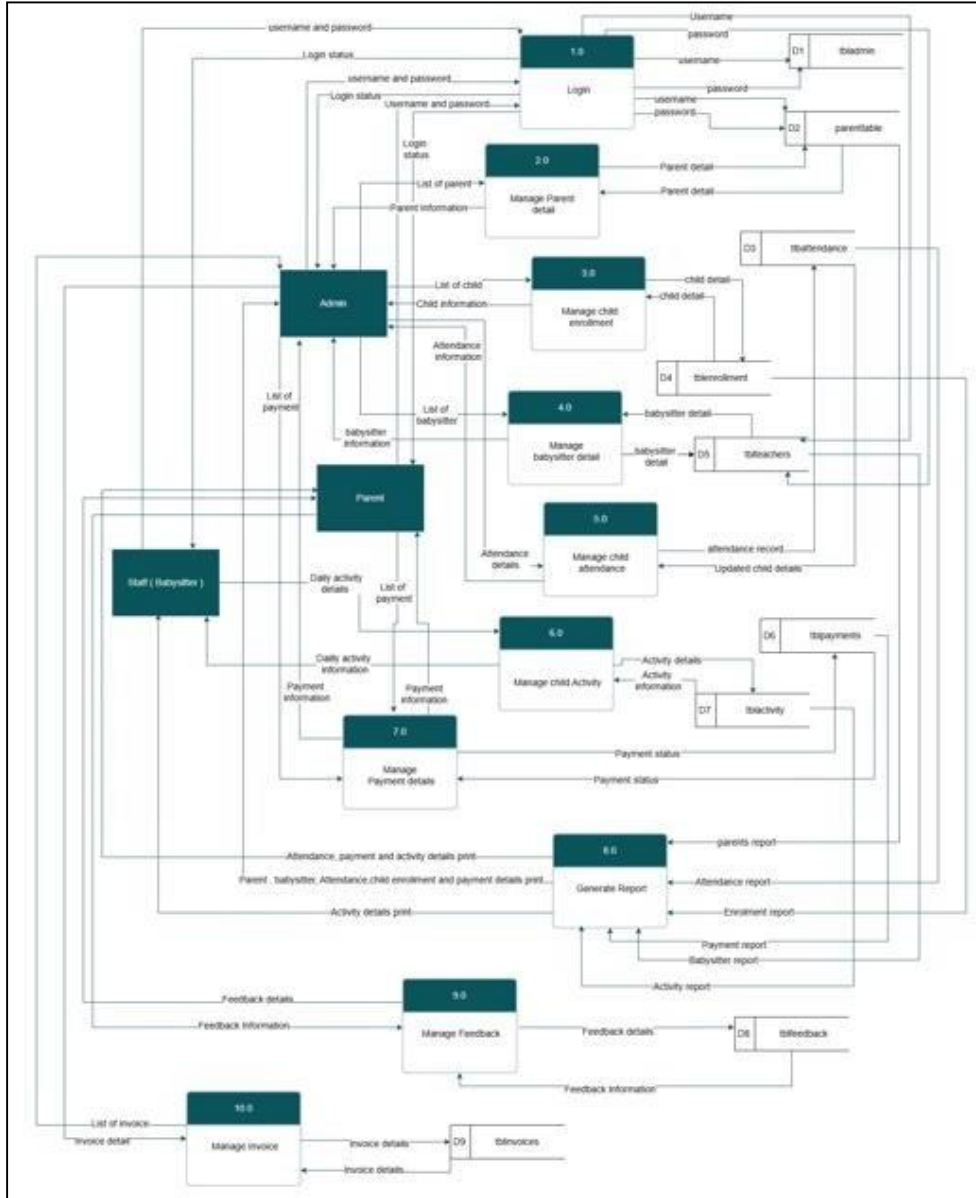 Username
password
username and password
1.0
D1
tbladmin
Login status
username
Login
username and password
password
Login status
Username and password
username
password
D2
parenttable
Login
status
2.0
Parent detail
List of parent
Manage Parent
detail
Parent detail
Parent information
D3
tblattendance
3.0
child detail
List of child
Admin
Child information
child detail
Manage child
enrollment
Attendance
information
D4
tblenrollment
List of
payment
4.0
List of
babysitter
babysitter detail
babysitter
information
Manage
babysitter detail
babysitter
detail
D5
tblteachers
Parent
5.0
Attendance
details
Manage child
attendance
attendance record
Updated child details
Staff ( Babysitter )
Daily activity
details
List of
payment
6.0
D6
tblpayments
Daily activity
information
Manage child Activity
Activity details
Activity
information
Payment
information
Payment
information
D7
tblactivity
7.0
Manage
Payment details
Payment status
Payment status
8.0
parents report
Attendance, payment and activity details print
Parent , babysitter, Attendance,child enrollment and payment details print
Generate Report
Attendance report
Activity details print
Enrolment report
Payment report
Babysitter report
Activity report
9.0
Feedback details
Feedback Information
Manage Feedback
Feedback details
D8
tblfeedback
Feedback Information
10.0
List of invoice
Invoice detail
Manage invoice
Invoice details
D9
tblinvoices
Invoice details